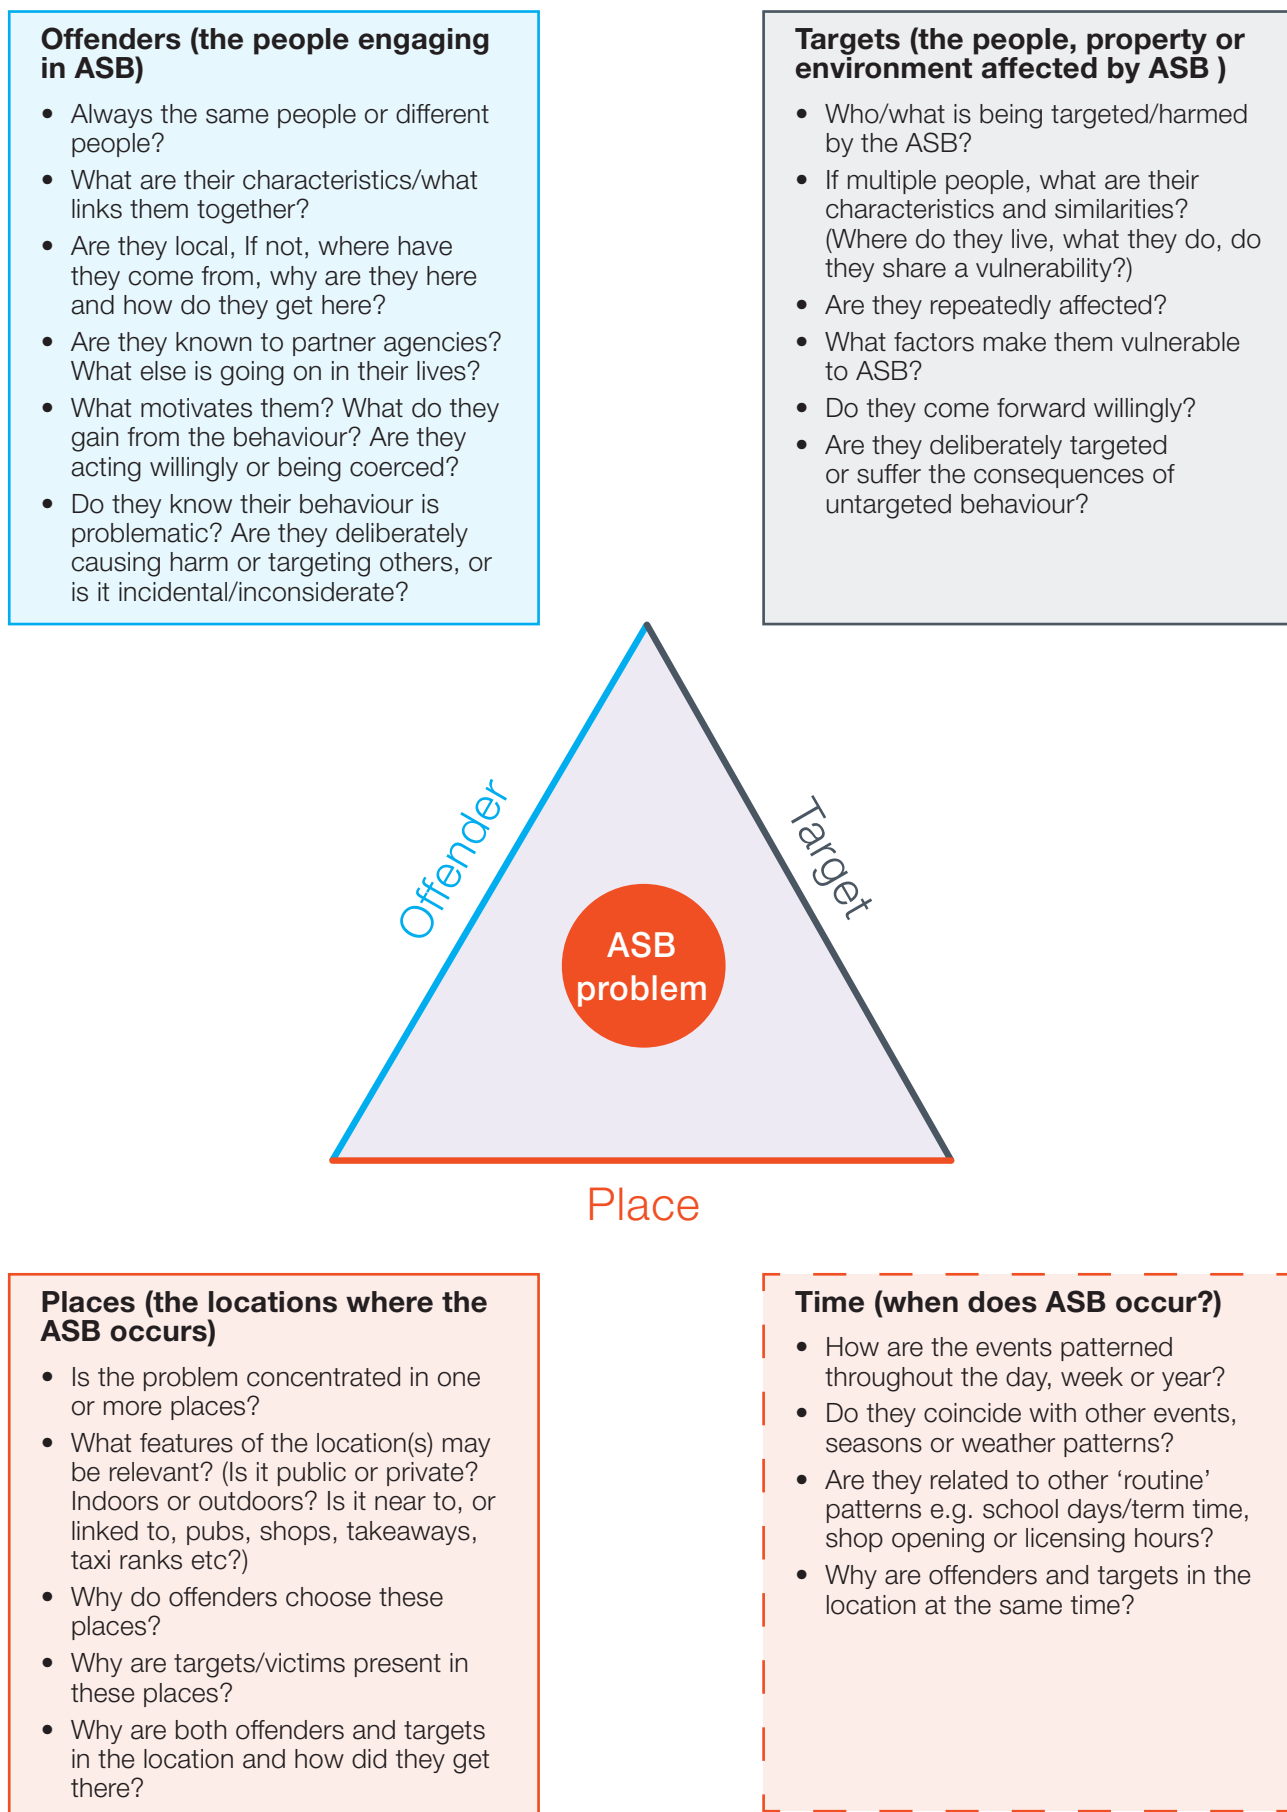 Offenders (the people engaging
in ASB)
• Always the same people or different
people?
• What are their characteristics/what
links them together?
• Are they local, If not, where have
they come from, why are they here
and how do they get here?
• Are they known to partner agencies?
What else is going on in their lives?
• What motivates them? What do they
gain from the behaviour? Are they
acting willingly or being coerced?
• Do they know their behaviour is
problematic? Are they deliberately
causing harm or targeting others, or
is it incidental/inconsiderate?
Targets (the people, property or
environment affected by ASB )
• Who/what is being targeted/harmed
by the ASB?
• If multiple people, what are their
characteristics and similarities?
(Where do they live, what they do, do
they share a vulnerability?)
• Are they repeatedly affected?
• What factors make them vulnerable
to ASB?
• Do they come forward willingly?
• Are they deliberately targeted
or suffer the consequences of
untargeted behaviour?
Offender
Target
ASB
problem
Place
Places (the locations where the
ASB occurs)
• Is the problem concentrated in one
or more places?
• What features of the location(s) may
be relevant? (Is it public or private?
Indoors or outdoors? Is it near to, or
linked to, pubs, shops, takeaways,
taxi ranks etc?)
• Why do offenders choose these
places?
• Why are targets/victims present in
these places?
• Why are both offenders and targets
in the location and how did they get
there?
Time (when does ASB occur?)
• How are the events patterned
throughout the day, week or year?
• Do they coincide with other events,
seasons or weather patterns?
• Are they related to other ‘routine’
patterns e.g. school days/term time,
shop opening or licensing hours?
• Why are offenders and targets in the
location at the same time?